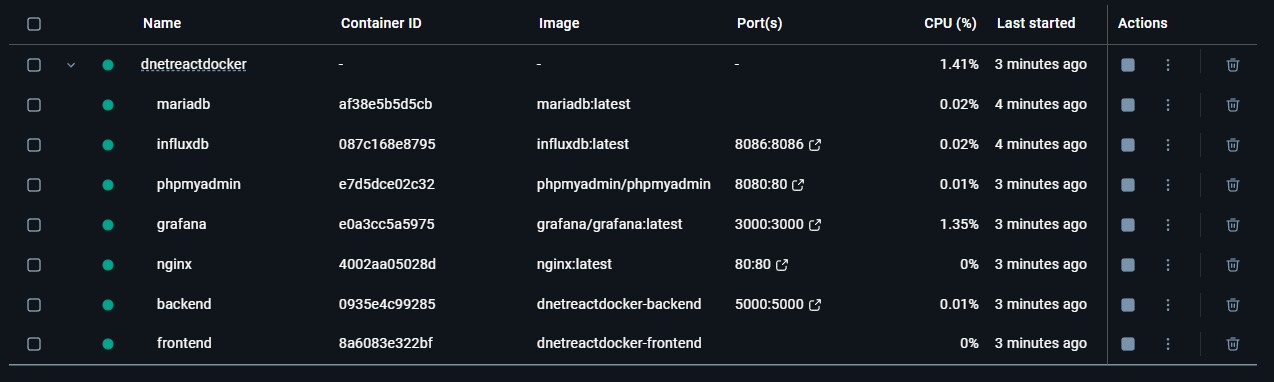 Name Container ID Image Port(s) CPU (%) Last started Actions
dnetreactdocker - - - 1.41% 3 minutes ago
mariadb af38e5b5d5cb mariadb:latest 0.02% 4 minutes ago
influxdb 087c168e8795 influxdb:latest 8086:8086 0.02% 4 minutes ago
phpmyadmin e7d5dce02c32 phpmyadmin/phpmyadmin 8080:80 0.01% 3 minutes ago
grafana e0a3cc5a5975 grafana/grafana:latest 3000:3000 1.35% 3 minutes ago
nginx 4002aa05028d nginx:latest 80:80 0% 3 minutes ago
backend 0935e4c99285 dnetreactdocker-backend 5000:5000 0.01% 3 minutes ago
frontend 8a6083e322bf dnetreactdocker-frontend 0% 3 minutes ago